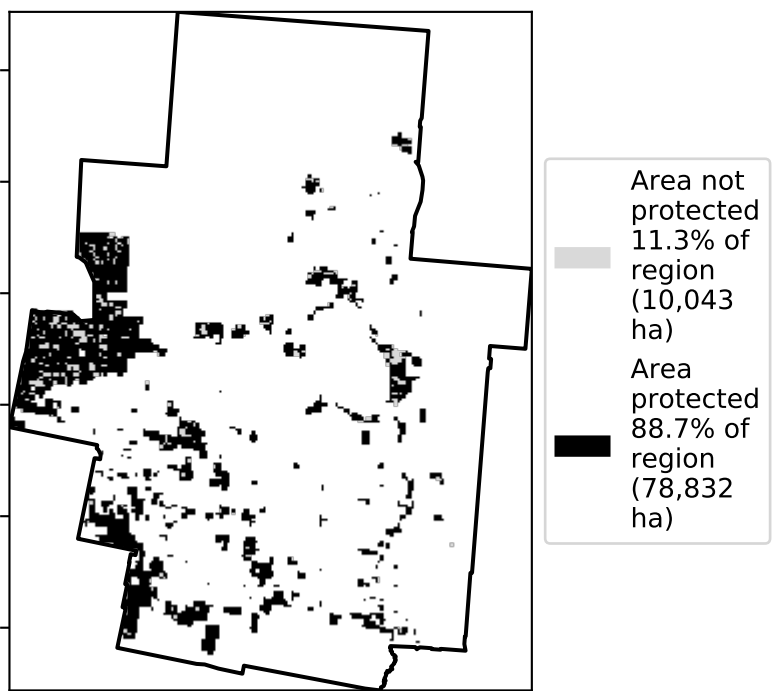 Area not
protected
11.3% of
region
(10,043
ha)
Area
protected
88.7% of
region
(78,832
ha)